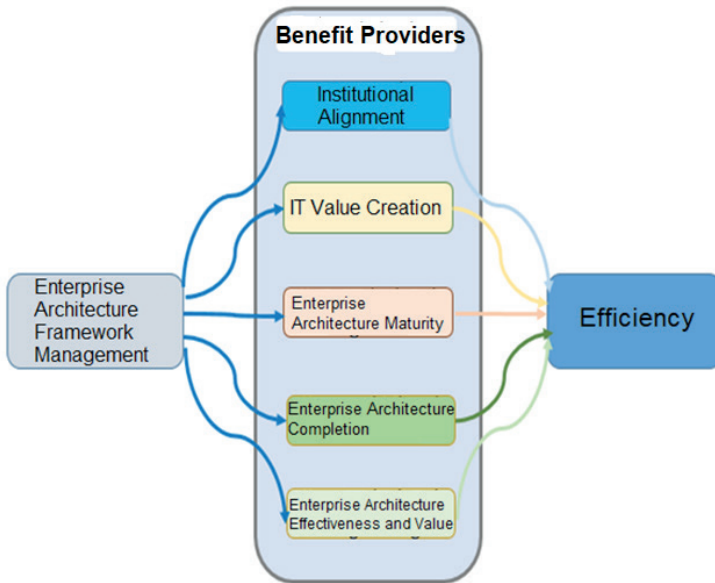 Benefit Providers
Institutional
Alignment
IT Value Creation
Enterprise
Architecture
Framework
Management
Enterprise
Architecture Maturity
Efficiency
Enterprise Architecture
Completion
Enterprise Architecture
Effectiveness and Value